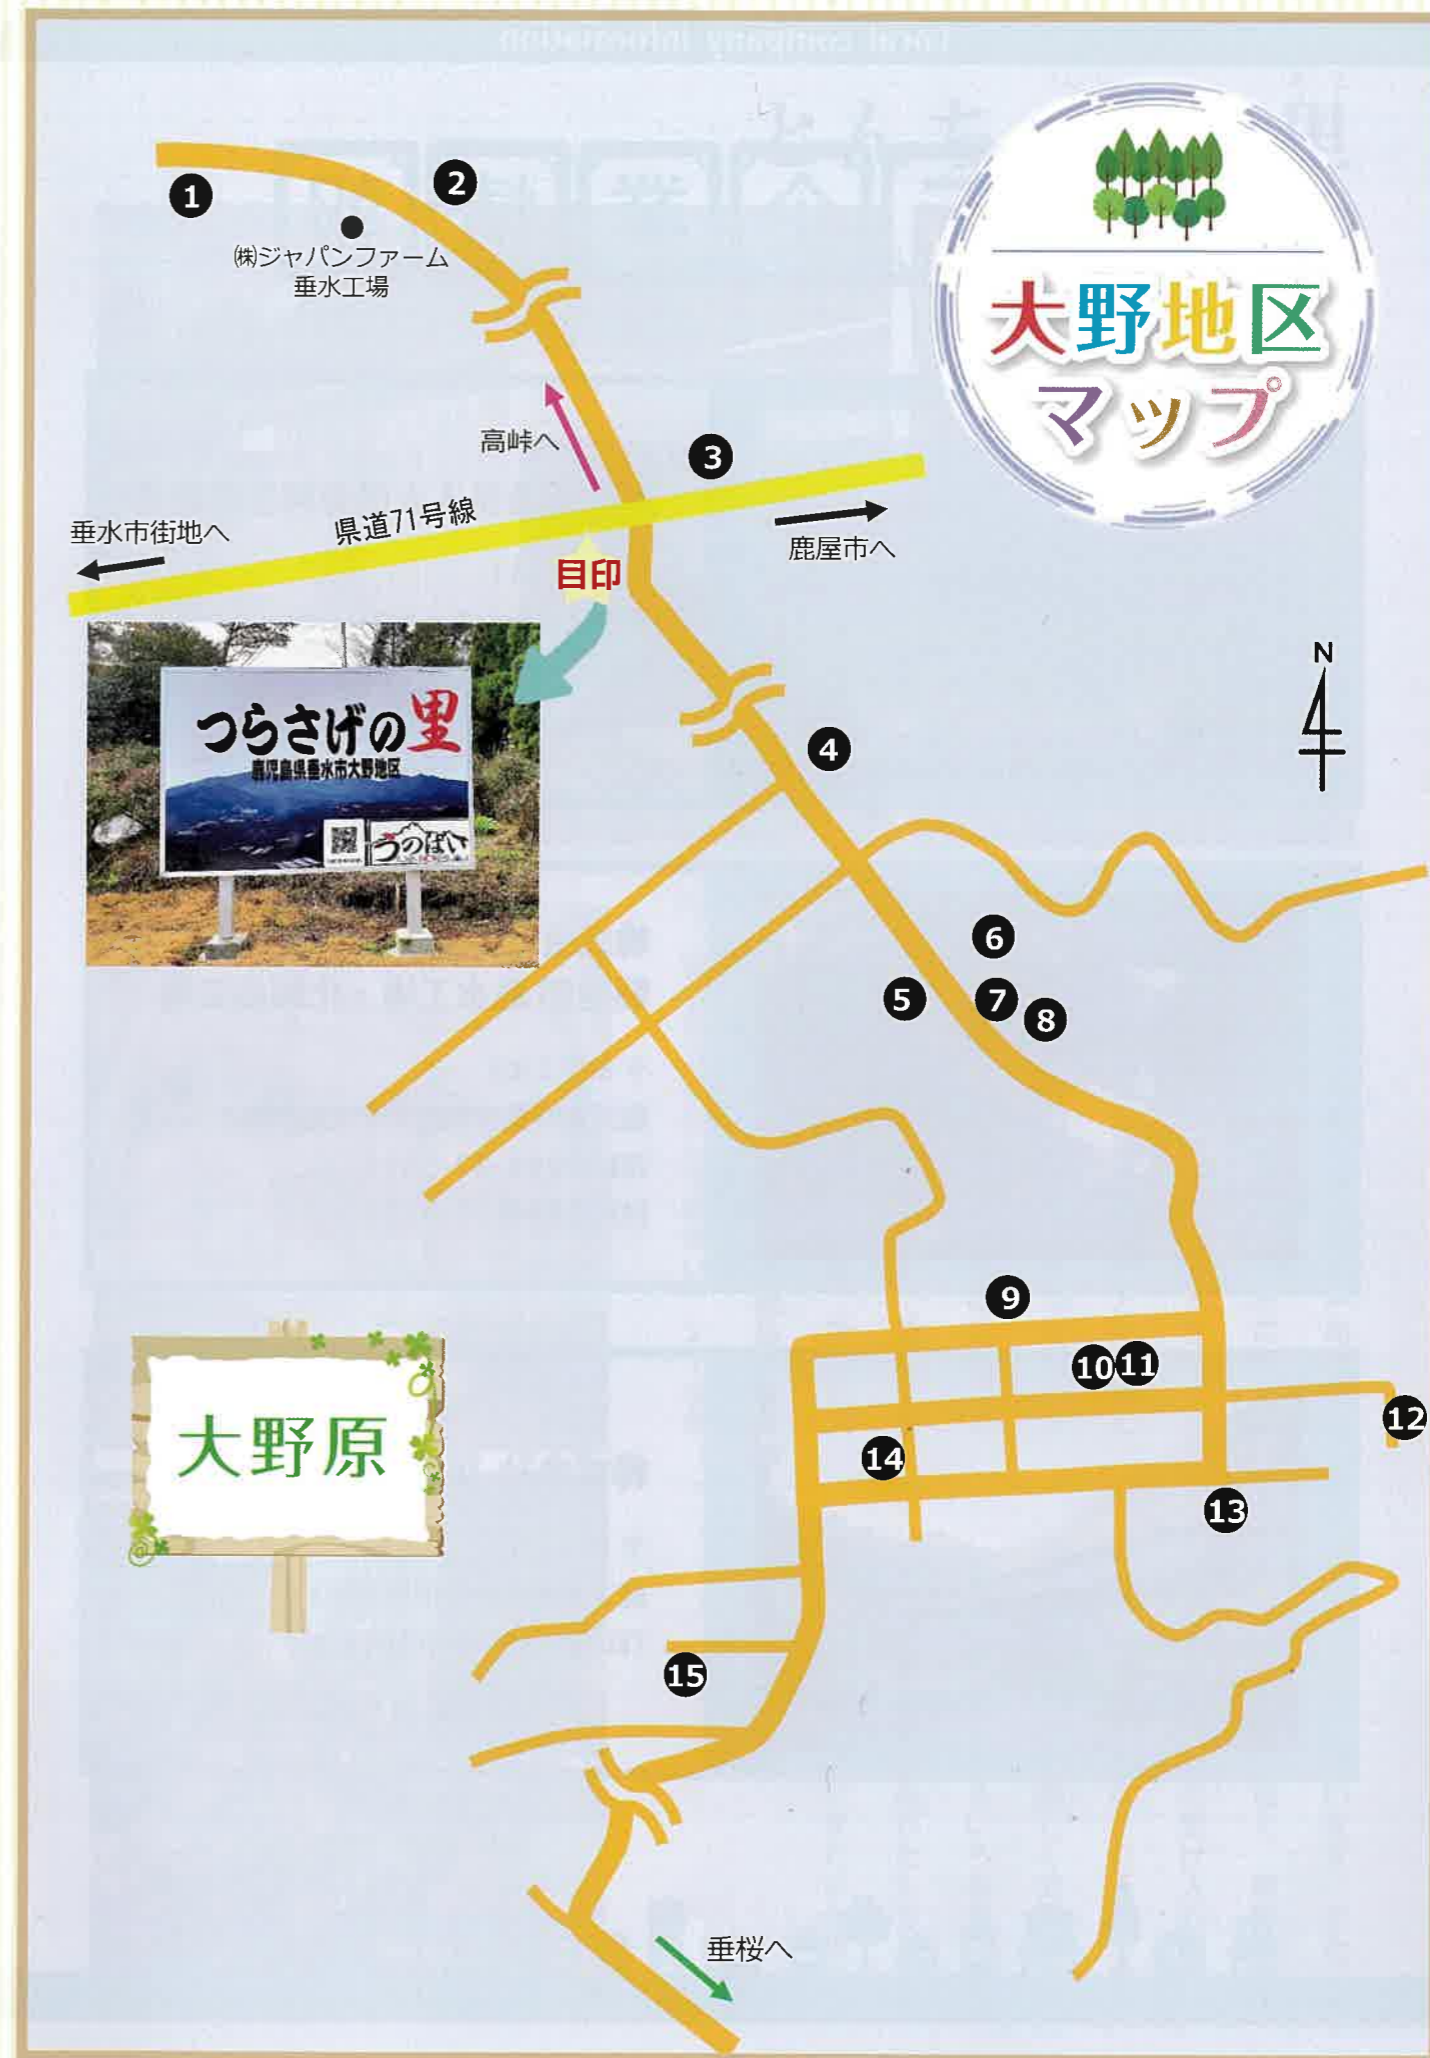 大野地区
マップ
1
2
㈱ジャパンファーム
垂水工場
高峠へ
3
県道71号線
垂水市街地へ
鹿屋市へ
目印
N
つらさげの里
鹿児島県垂水市大野地区
うのばい
4
6
5
7
8
9
大野原
10
11
12
14
13
15
垂桜へ